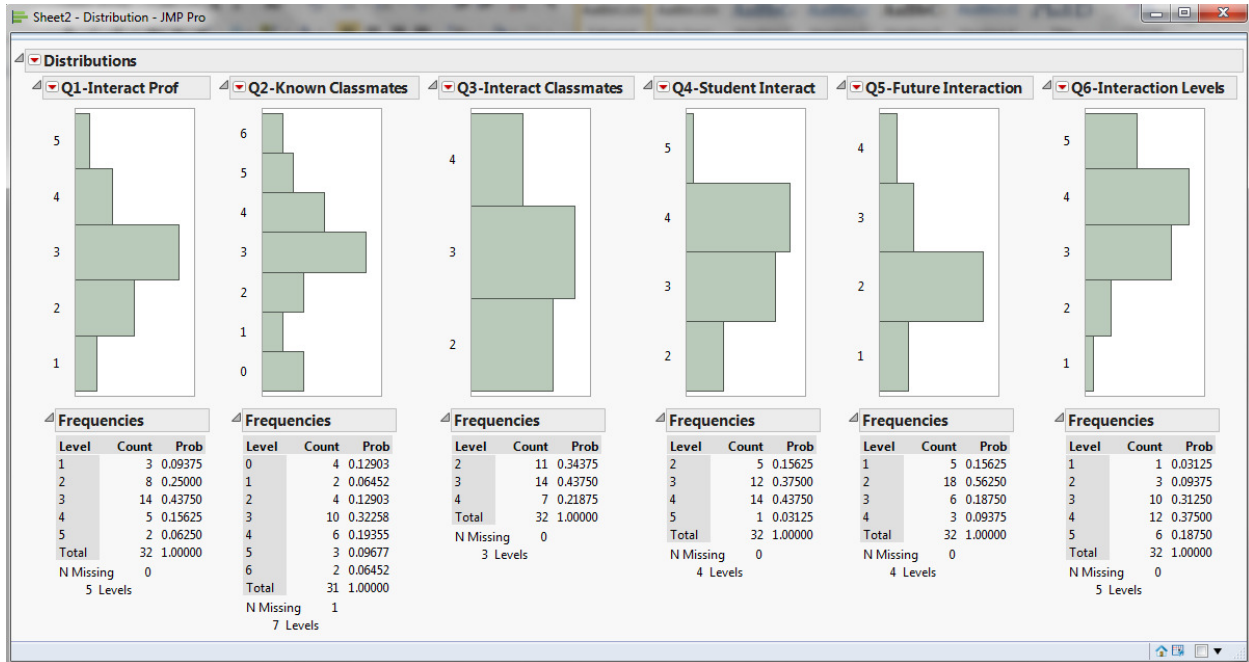 Sheet2 - Distribution - JMP Pro
Distributions
Q1-Interact Prof
5
4
3
2
1
Frequencies
Level Count Prob
1 3 0.09375
2 8 0.25000
3 14 0.43750
4 5 0.15625
5 2 0.06250
Total 32 1.00000
N Missing 0
5 Levels
Q2-Known Classmates
6
5
4
3
2
1
0
Frequencies
Level Count Prob
0 4 0.12903
1 2 0.06452
2 4 0.12903
3 10 0.32258
4 6 0.19355
5 3 0.09677
6 2 0.06452
Total 31 1.00000
N Missing 1
7 Levels
Q3-Interact Classmates
4
3
2
Frequencies
Level Count Prob
2 11 0.34375
3 14 0.43750
4 7 0.21875
Total 32 1.00000
N Missing 0
3 Levels
Q4-Student Interact
5
4
3
2
Frequencies
Level Count Prob
2 5 0.15625
3 12 0.37500
4 14 0.43750
5 1 0.03125
Total 32 1.00000
N Missing 0
4 Levels
Q5-Future Interaction
4
3
2
1
Frequencies
Level Count Prob
1 5 0.15625
2 18 0.56250
3 6 0.18750
4 3 0.09375
Total 32 1.00000
N Missing 0
4 Levels
Q6-Interaction Levels
5
4
3
2
1
Frequencies
Level Count Prob
1 1 0.03125
2 3 0.09375
3 10 0.31250
4 12 0.37500
5 6 0.18750
Total 32 1.00000
N Missing 0
5 Levels